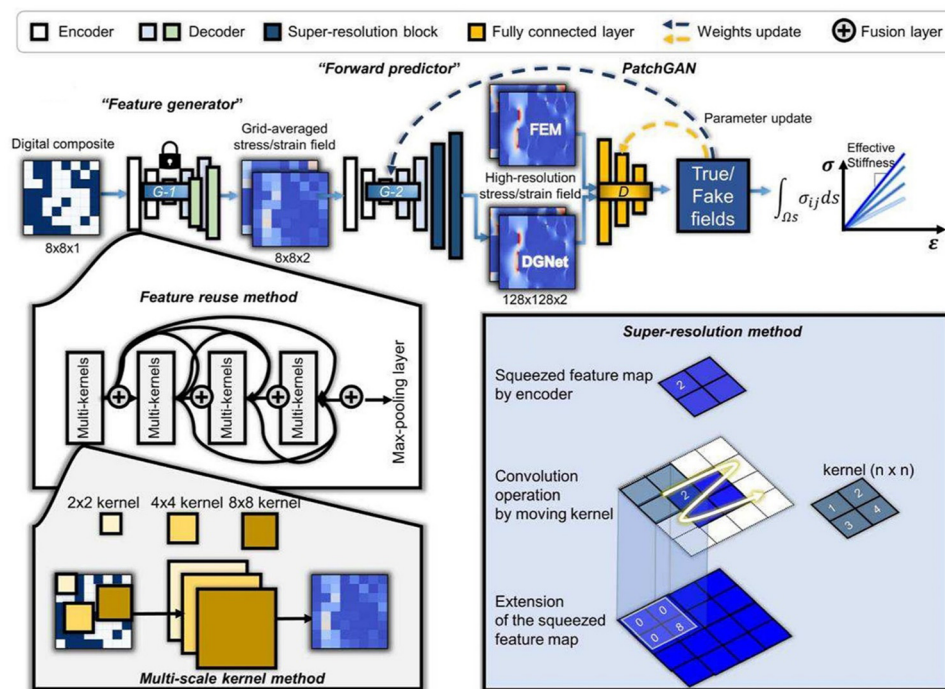 Encoder
Decoder
Super-resolution block
Fully connected layer
Weights update
Fusion layer
"Feature generator"
"Forward predictor"
PatchGAN
Digital composite
8x8x1
G-1
Grid-averaged
stress/strain field
8x8x2
G-2
FEM
High-resolution
stress/strain field
DGNet
128x128x2
D
Parameter update
True/
Fake
fields
∫Ωs σij ds
Effective
Stiffness
σ
ε
Feature reuse method
Multi-kernels
Multi-kernels
Multi-kernels
Multi-kernels
Max-pooling layer
2x2 kernel
4x4 kernel
8x8 kernel
Multi-scale kernel method
Super-resolution method
Squeezed feature map
by encoder
2
Convolution
operation
by moving kernel
2
kernel (n x n)
2
1
4
3
Extension
of the squeezed
feature map
0
0
8
0